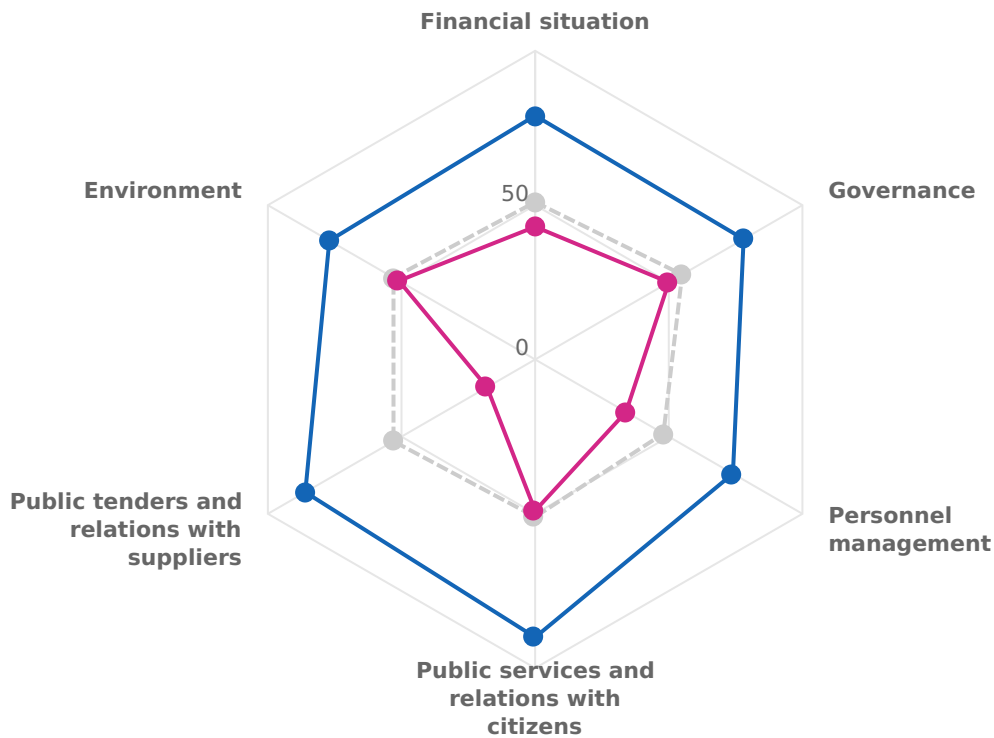 Financial situation
Environment
Governance
50
0
Public tenders and
relations with
suppliers
Personnel
management
Public services and
relations with
citizens